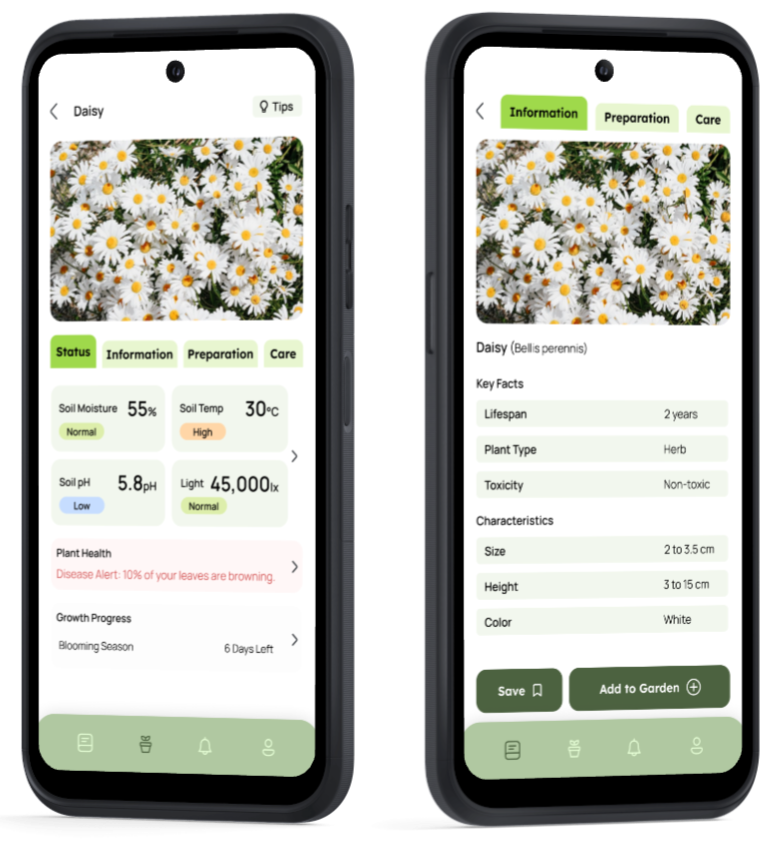 Daisy
Tips
Status Information Preparation Care
Soil Moisture 55%
Normal
Soil Temp 30°C
High
Soil pH 5.8pH
Low
Light 45,000lx
Normal
Plant Health
Disease Alert: 10% of your leaves are browning.
Growth Progress
Blooming Season 6 Days Left
Information Preparation Care
Daisy (Bellis perennis)
Key Facts
Lifespan 2 years
Plant Type Herb
Toxicity Non-toxic
Characteristics
Size 2 to 3.5 cm
Height 3 to 15 cm
Color White
Save
Add to Garden